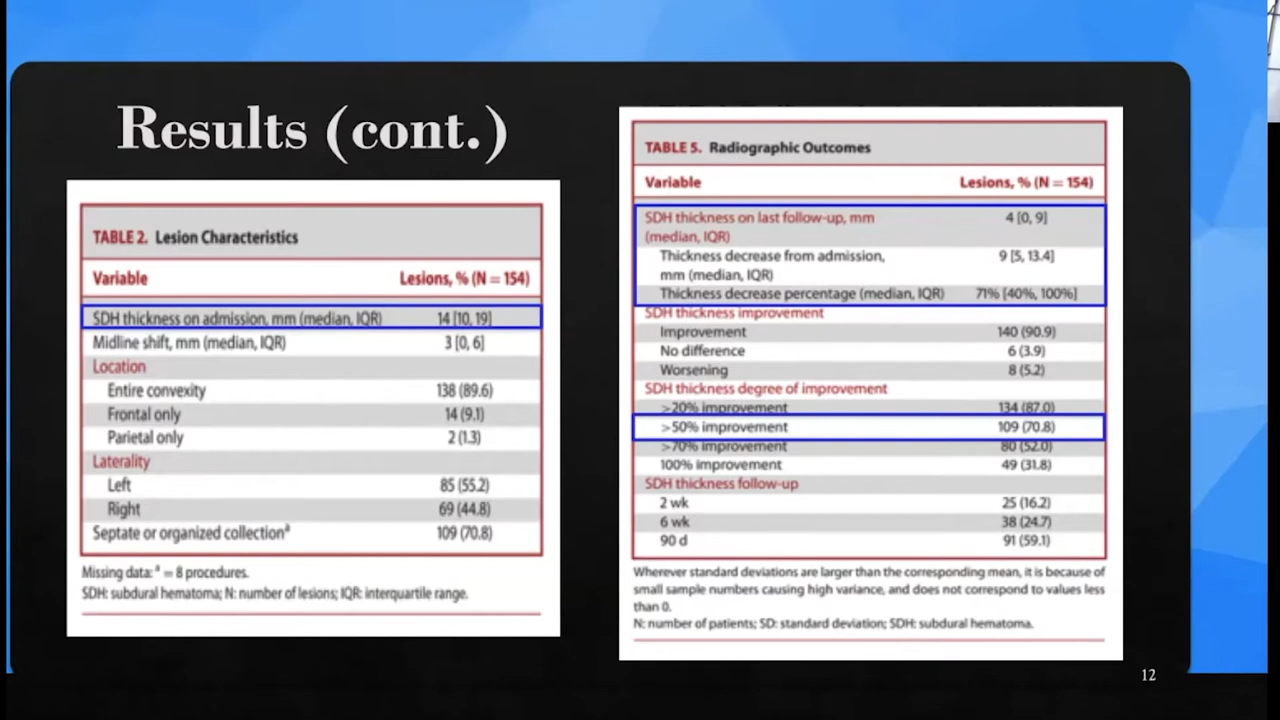 Results (cont.)
TABLE 2. Lesion Characteristics
Variable Lesions, % (N = 154)
SDH thickness on admission, mm (median, IQR) 14 [10, 19]
Midline shift, mm (median, IQR) 3 [0, 6]
Location
Entire convexity 138 (89.6)
Frontal only 14 (9.1)
Parietal only 2 (1.3)
Laterality
Left 85 (55.2)
Right 69 (44.8)
Septate or organized collectionª 109 (70.8)
Missing data: ª = 8 procedures.
SDH: subdural hematoma; N: number of lesions; IQR: interquartile range.
TABLE 5. Radiographic Outcomes
Variable Lesions, % (N = 154)
SDH thickness on last follow-up, mm 4 [0, 9]
(median, IQR)
Thickness decrease from admission, 9 [5, 13.4]
mm (median, IQR)
Thickness decrease percentage (median, IQR) 71% [40%, 100%]
SDH thickness improvement
Improvement 140 (90.9)
No difference 6 (3.9)
Worsening 8 (5.2)
SDH thickness degree of improvement
>20% improvement 134 (87.0)
>50% improvement 109 (70.8)
>70% improvement 80 (52.0)
100% improvement 49 (31.8)
SDH thickness follow-up
2 wk 25 (16.2)
6 wk 38 (24.7)
90 d 91 (59.1)
Wherever standard deviations are larger than the corresponding mean, it is because of
small sample numbers causing high variance, and does not correspond to values less
than 0.
N: number of patients; SD: standard deviation; SDH: subdural hematoma.
12